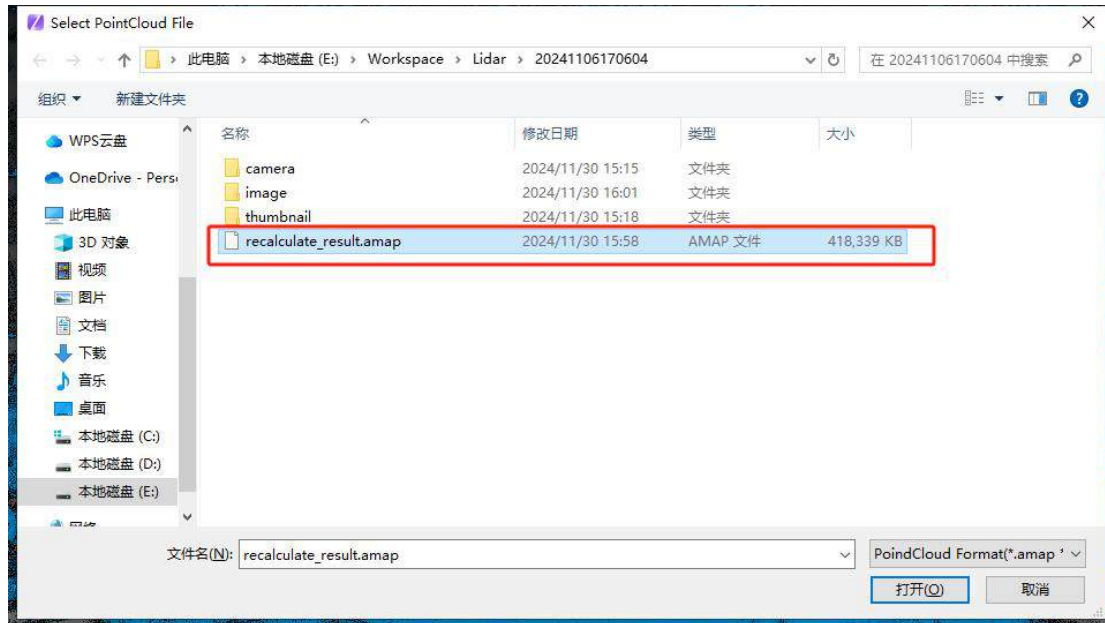 Select PointCloud File
此电脑 › 本地磁盘 (E:) › Workspace › Lidar › 20241106170604
在 20241106170604 中搜索
组织 新建文件夹
名称 修改日期 类型 大小
WPS云盘
OneDrive - Pers
此电脑
3D 对象
视频
图片
文档
下载
音乐
桌面
本地磁盘 (C:)
本地磁盘 (D:)
本地磁盘 (E:)
camera 2024/11/30 15:15 文件夹
image 2024/11/30 16:01 文件夹
thumbnail 2024/11/30 15:18 文件夹
recalculate_result.amap 2024/11/30 15:58 AMAP 文件 418,339 KB
文件名(N): recalculate_result.amap
PoindCloud Format(*.amap *
打开(O) 取消